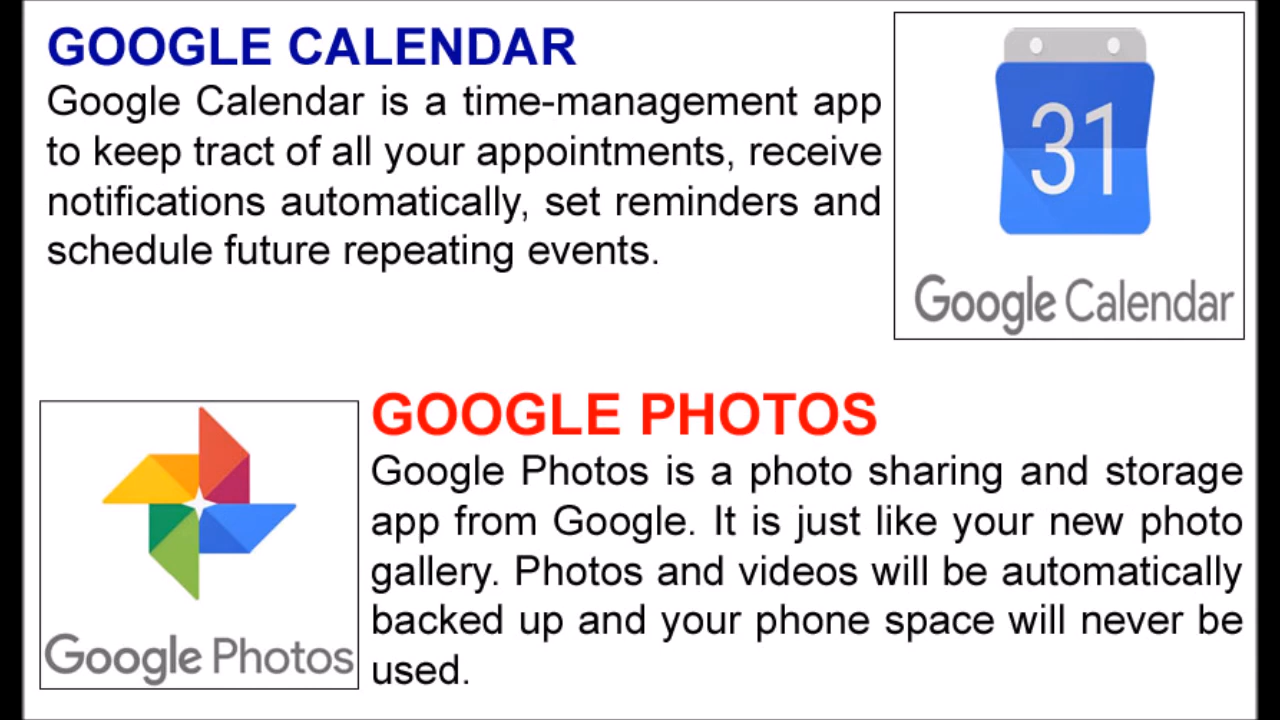 GOOGLE CALENDAR
Google Calendar is a time-management app
to keep tract of all your appointments, receive
notifications automatically, set reminders and
schedule future repeating events.
31
Google Calendar
GOOGLE PHOTOS
Google Photos is a photo sharing and storage
app from Google. It is just like your new photo
gallery. Photos and videos will be automatically
backed up and your phone space will never be
used.
Google Photos